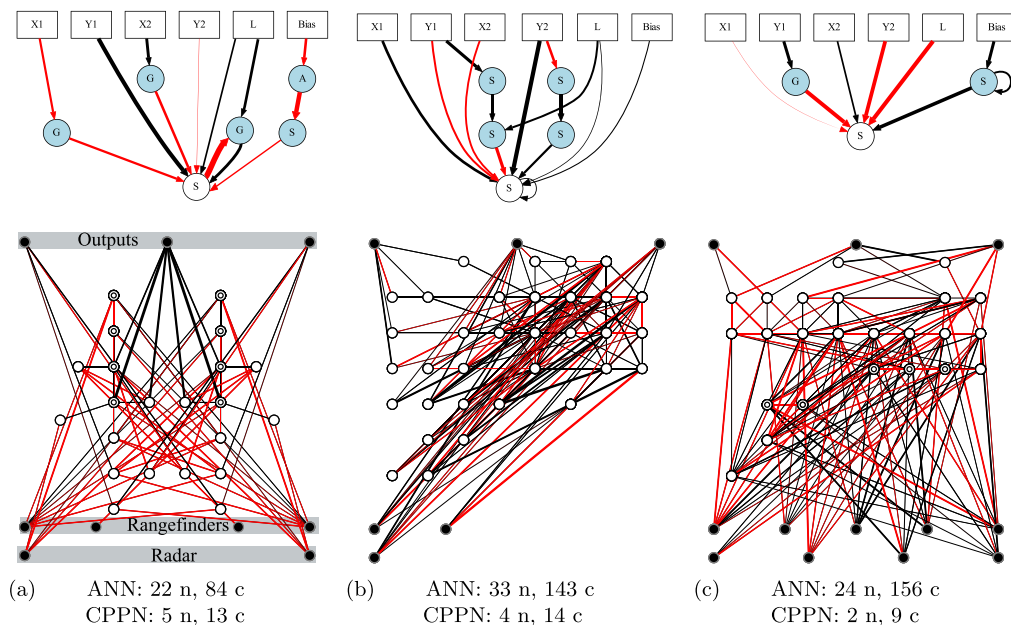 X1 Y1 X2 Y2 L Bias
G A
G G S
S
X1 Y1 X2 Y2 L Bias
S S
S S
S
X1 Y1 X2 Y2 L Bias
G S
S
Outputs
Rangefinders
Radar
(a) ANN: 22 n, 84 c
CPPN: 5 n, 13 c
(b) ANN: 33 n, 143 c
CPPN: 4 n, 14 c
(c) ANN: 24 n, 156 c
CPPN: 2 n, 9 c